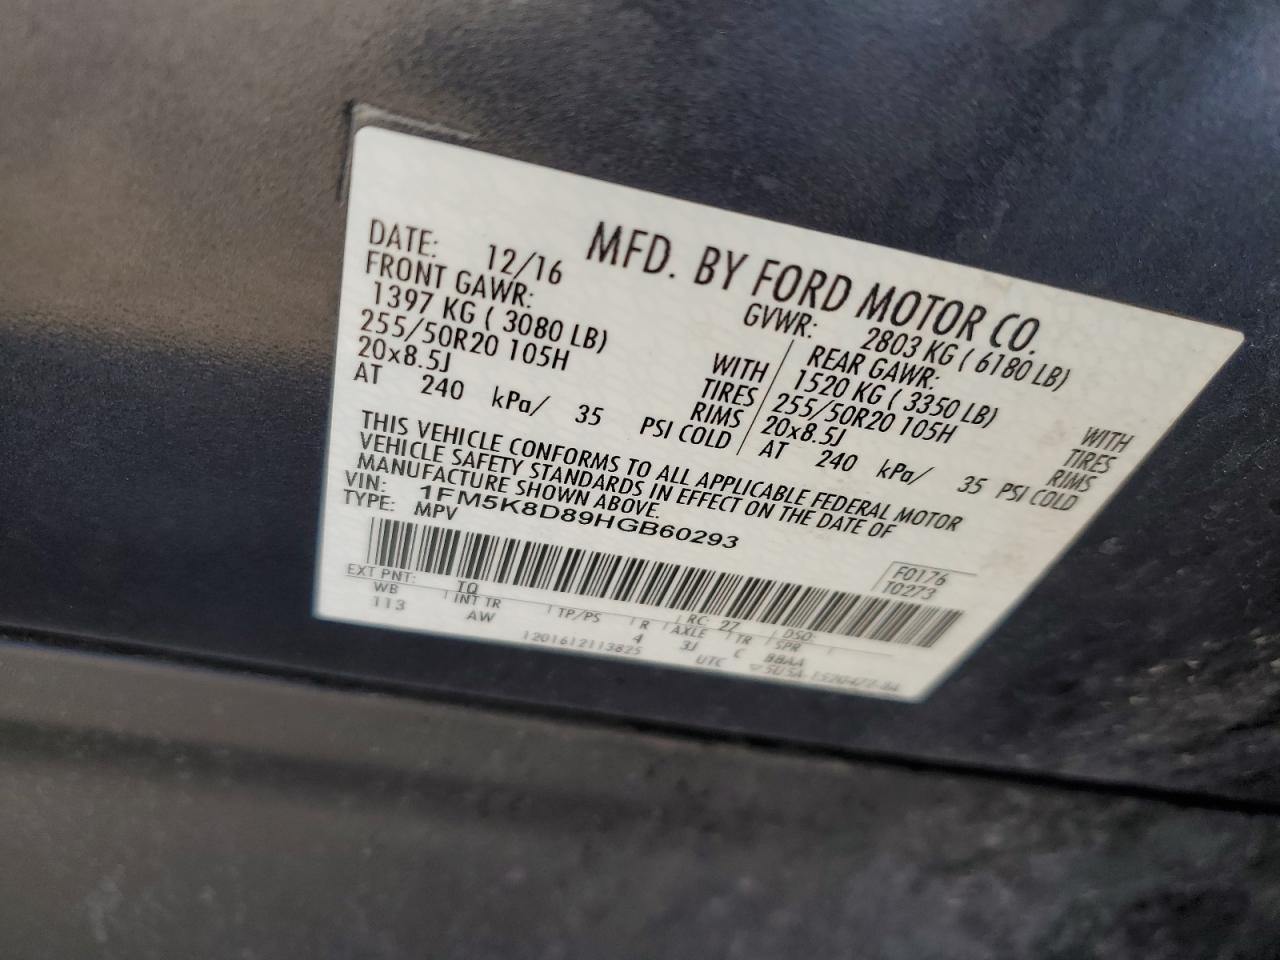 MFD. BY FORD MOTOR CO.
DATE: 12/16 GVWR: 2803 KG ( 6180 LB)
FRONT GAWR: REAR GAWR:
1397 KG ( 3080 LB) WITH 1520 KG ( 3350 LB) WITH
255/50R20 105H TIRES 255/50R20 105H TIRES
20x8.5J RIMS 20x8.5J RIMS
AT 240 kPa/ 35 PSI COLD AT 240 kPa/ 35 PSI COLD
THIS VEHICLE CONFORMS TO ALL APPLICABLE FEDERAL MOTOR
VEHICLE SAFETY STANDARDS IN EFFECT ON THE DATE OF
MANUFACTURE SHOWN ABOVE.
VIN: 1FM5K8D89HGB60293
TYPE: MPV
F0176
T0273
EXT PNT: TQ RC: 27 DSO:
WB INT TR TP/PS R AXLE TR SPR
113 AW 4 3J C BBAA
1201612113825 UTC